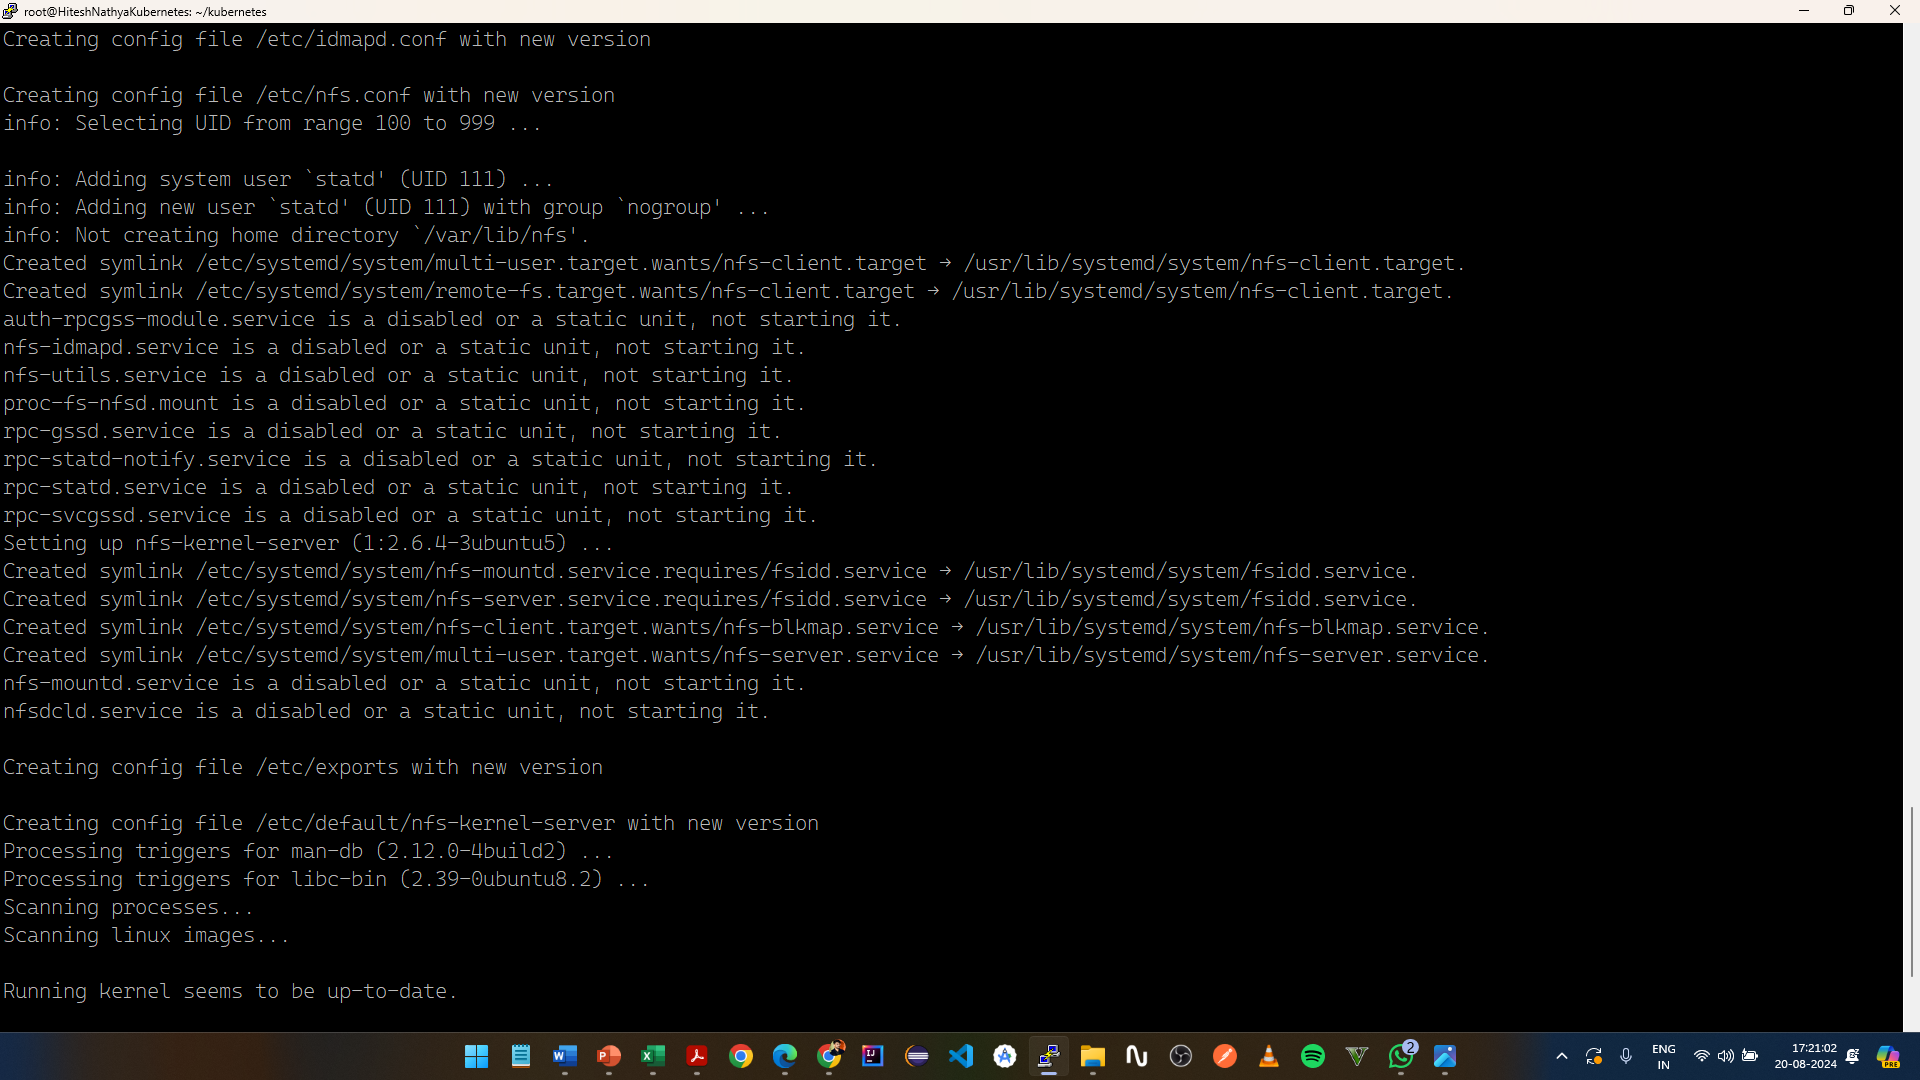 root@HiteshNathyaKubernetes: ~/kubernetes
Creating config file /etc/idmapd.conf with new version
Creating config file /etc/nfs.conf with new version
info: Selecting UID from range 100 to 999 ...
info: Adding system user `statd' (UID 111) ...
info: Adding new user `statd' (UID 111) with group `nogroup' ...
info: Not creating home directory `/var/lib/nfs'.
Created symlink /etc/systemd/system/multi-user.target.wants/nfs-client.target → /usr/lib/systemd/system/nfs-client.target.
Created symlink /etc/systemd/system/remote-fs.target.wants/nfs-client.target → /usr/lib/systemd/system/nfs-client.target.
auth-rpcgss-module.service is a disabled or a static unit, not starting it.
nfs-idmapd.service is a disabled or a static unit, not starting it.
nfs-utils.service is a disabled or a static unit, not starting it.
proc-fs-nfsd.mount is a disabled or a static unit, not starting it.
rpc-gssd.service is a disabled or a static unit, not starting it.
rpc-statd-notify.service is a disabled or a static unit, not starting it.
rpc-statd.service is a disabled or a static unit, not starting it.
rpc-svcgssd.service is a disabled or a static unit, not starting it.
Setting up nfs-kernel-server (1:2.6.4-3ubuntu5) ...
Created symlink /etc/systemd/system/nfs-mountd.service.requires/fsidd.service → /usr/lib/systemd/system/fsidd.service.
Created symlink /etc/systemd/system/nfs-server.service.requires/fsidd.service → /usr/lib/systemd/system/fsidd.service.
Created symlink /etc/systemd/system/nfs-client.target.wants/nfs-blkmap.service → /usr/lib/systemd/system/nfs-blkmap.service.
Created symlink /etc/systemd/system/multi-user.target.wants/nfs-server.service → /usr/lib/systemd/system/nfs-server.service.
nfs-mountd.service is a disabled or a static unit, not starting it.
nfsdcld.service is a disabled or a static unit, not starting it.
Creating config file /etc/exports with new version
Creating config file /etc/default/nfs-kernel-server with new version
Processing triggers for man-db (2.12.0-4build2) ...
Processing triggers for libc-bin (2.39-0ubuntu8.2) ...
Scanning processes...
Scanning linux images...
Running kernel seems to be up-to-date.
2
ENG
IN
17:21:02
20-08-2024
PRE